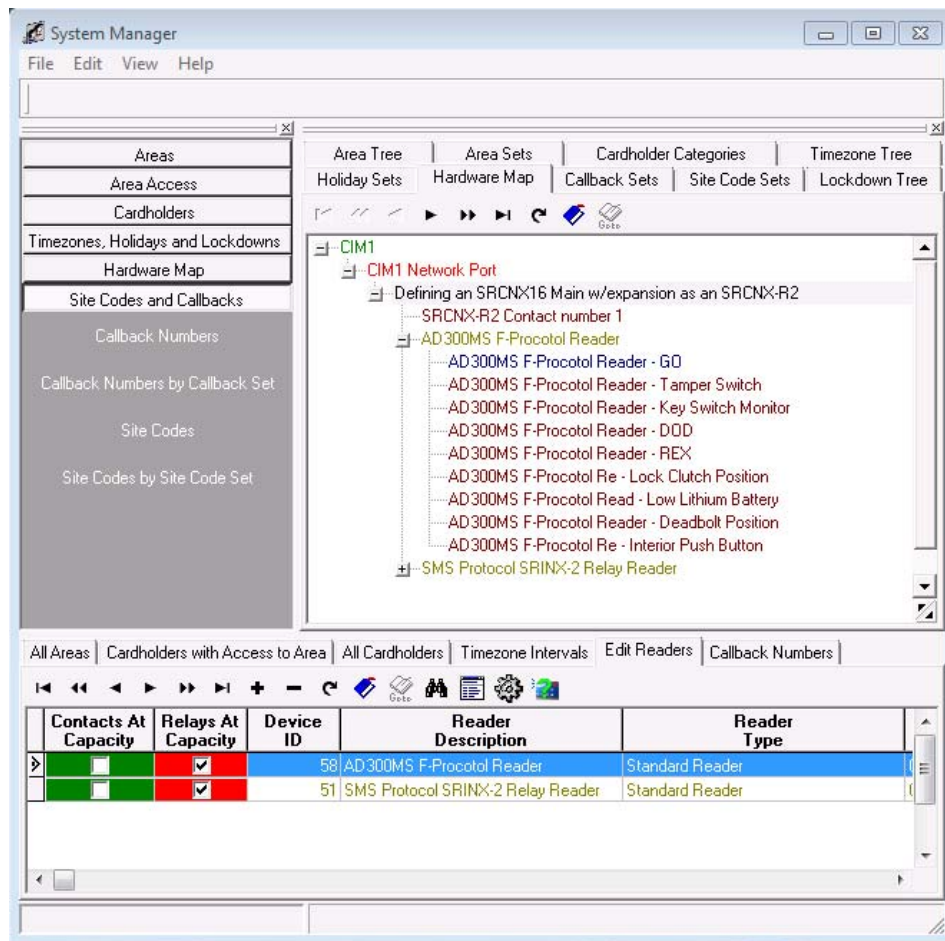 System Manager
File Edit View Help
Areas
Area Access
Cardholders
Timezones, Holidays and Lockdowns
Hardware Map
Site Codes and Callbacks
Callback Numbers
Callback Numbers by Callback Set
Site Codes
Site Codes by Site Code Set
Area Tree Area Sets Cardholder Categories Timezone Tree
Holiday Sets Hardware Map Callback Sets Site Code Sets Lockdown Tree
Goto
CIM1
CIM1 Network Port
Defining an SRCNX16 Main w/expansion as an SRCNX-R2
SRCNX-R2 Contact number 1
AD300MS F-Procotol Reader
AD300MS F-Procotol Reader - GO
AD300MS F-Procotol Reader - Tamper Switch
AD300MS F-Procotol Reader - Key Switch Monitor
AD300MS F-Procotol Reader - DOD
AD300MS F-Procotol Reader - REX
AD300MS F-Procotol Re - Lock Clutch Position
AD300MS F-Procotol Read - Low Lithium Battery
AD300MS F-Procotol Reader - Deadbolt Position
AD300MS F-Procotol Re - Interior Push Button
SMS Protocol SRINX-2 Relay Reader
All Areas Cardholders with Access to Area All Cardholders Timezone Intervals Edit Readers Callback Numbers
Goto
Contacts At Capacity Relays At Capacity Device ID Reader Description Reader Type
58 AD300MS F-Procotol Reader Standard Reader
51 SMS Protocol SRINX-2 Relay Reader Standard Reader